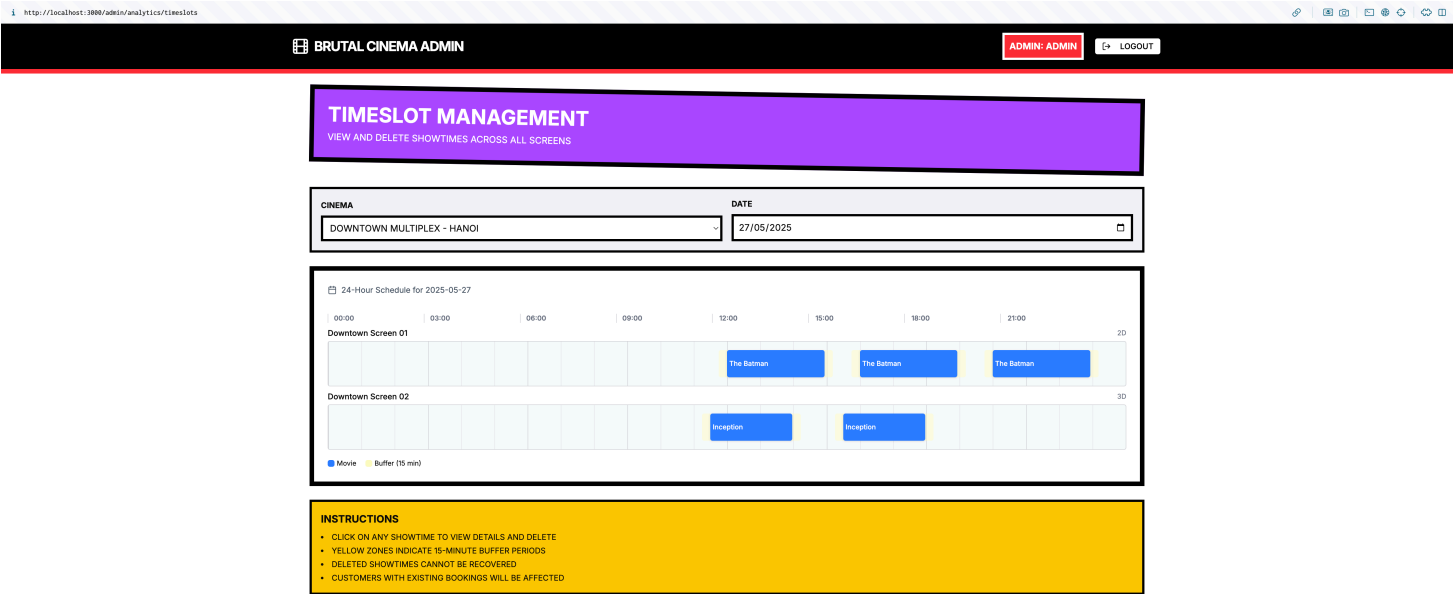 http://localhost:3000/admin/analytics/timeslots
BRUTAL CINEMA ADMIN
ADMIN: ADMIN
LOGOUT
TIMESLOT MANAGEMENT
VIEW AND DELETE SHOWTIMES ACROSS ALL SCREENS
CINEMA
DATE
DOWNTOWN MULTIPLEX - HANOI
27/05/2025
24-Hour Schedule for 2025-05-27
00:00 03:00 06:00 09:00 12:00 15:00 18:00 21:00
Downtown Screen 01 2D
The Batman The Batman The Batman
Downtown Screen 02 3D
Inception Inception
Movie Buffer (15 min)
INSTRUCTIONS
• CLICK ON ANY SHOWTIME TO VIEW DETAILS AND DELETE
• YELLOW ZONES INDICATE 15-MINUTE BUFFER PERIODS
• DELETED SHOWTIMES CANNOT BE RECOVERED
• CUSTOMERS WITH EXISTING BOOKINGS WILL BE AFFECTED